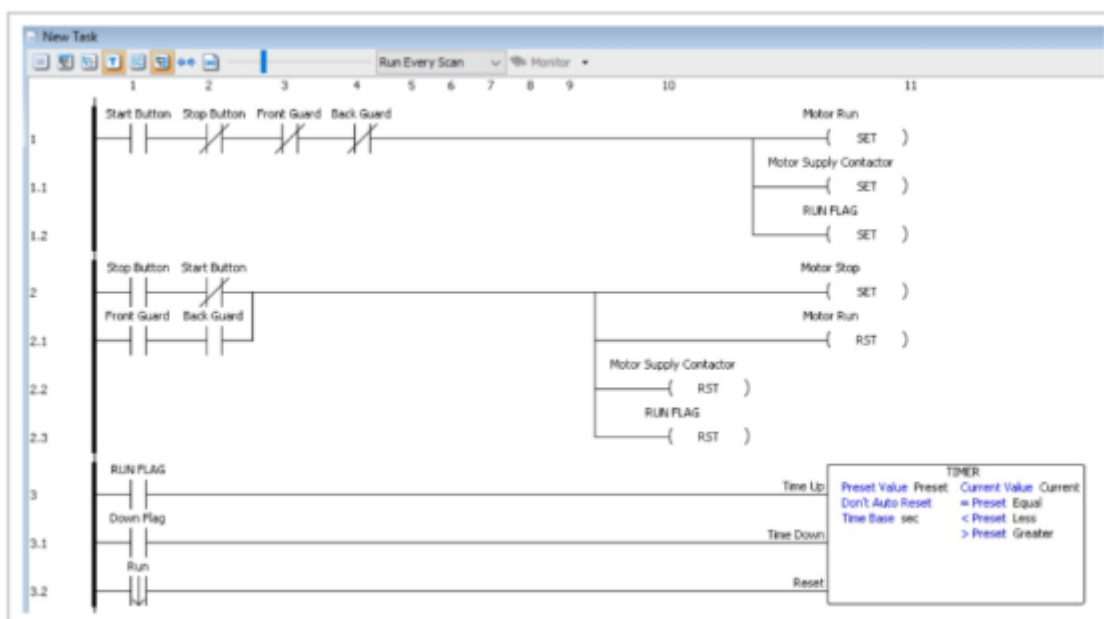 New Task
Run Every Scan Monitor
1 2 3 4 5 6 7 8 9 10 11
Start Button Stop Button Front Guard Back Guard Motor Run
1 SET
Motor Supply Contactor
1.1 SET
RUN FLAG
1.2 SET
Stop Button Start Button Motor Stop
2 SET
Front Guard Back Guard Motor Run
2.1 RST
Motor Supply Contactor
2.2 RST
RUN FLAG
2.3 RST
RUN FLAG TIMER
3 Time Up Preset Value Preset Current Value Current
Don't Auto Reset = Preset Equal
Down Flag Time Base sec < Preset Less
3.1 Time Down > Preset Greater
Run
3.2 Reset